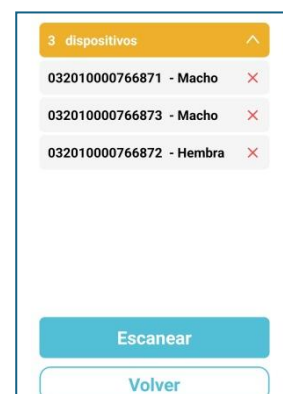 3 dispositivos
032010000766871 - Macho
032010000766873 - Macho
032010000766872 - Hembra
Escanear
Volver